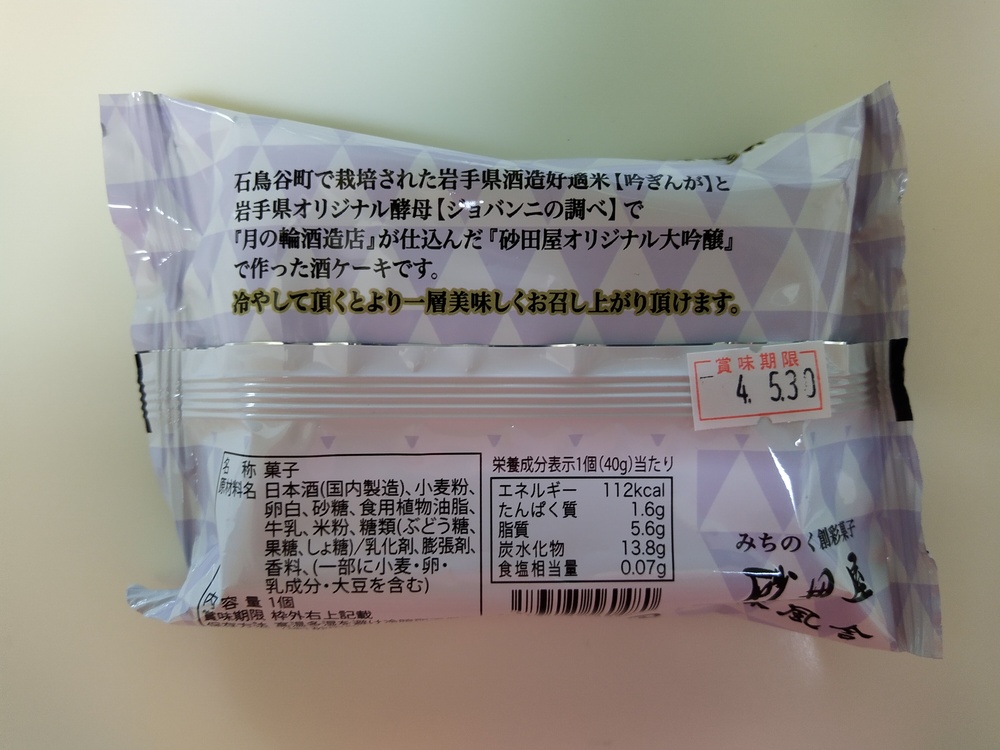 石鳥谷町で栽培された岩手県酒造好適米【吟ぎんが】と
岩手県オリジナル酵母【ジョバンニの調べ】で
『月の輪酒造店』が仕込んだ『砂田屋オリジナル大吟醸』
で作った酒ケーキです。
冷やして頂くとより一層美味しくお召し上がり頂けます。
賞味期限
4. 5.30
名称 菓子
原材料名 日本酒(国内製造)、小麦粉、
卵白、砂糖、食用植物油脂、
牛乳、米粉、糖類(ぶどう糖、
果糖、しょ糖)/乳化剤、膨張剤、
香料、(一部に小麦・卵・
乳成分・大豆を含む)
内容量 1個
賞味期限 枠外右上記載
栄養成分表示1個(40g)当たり
エネルギー 112kcal
たんぱく質 1.6g
脂質 5.6g
炭水化物 13.8g
食塩相当量 0.07g
みちのく創彩菓子
砂田屋